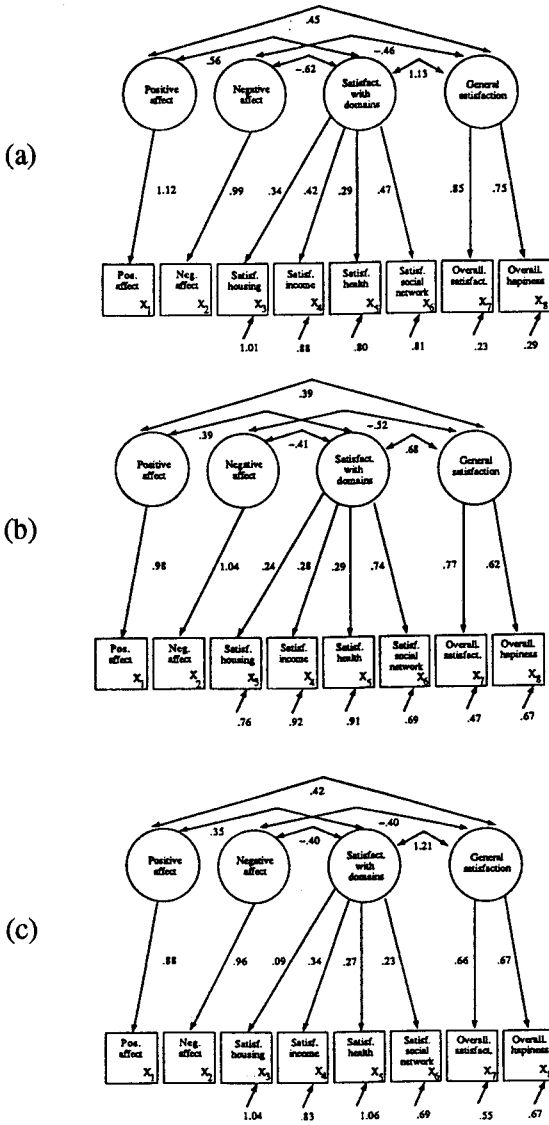 .45
.56
-.46
-.62
1.13
Positive
affect
Negative
affect
Satisfact.
with
domains
General
satisfaction
(a)
1.12
.99
.34
.42
.29
.47
.85
.75
Pos.
affect
X1
Neg.
affect
X2
Satisf.
housing
X3
Satisf.
income
X4
Satisf.
health
X5
Satisf.
social
network
X6
Overall.
satisfact.
X7
Overall.
hapiness
X8
1.01
.88
.80
.81
.23
.29
.39
.39
-.52
-.41
.68
Positive
affect
Negative
affect
Satisfact.
with
domains
General
satisfaction
(b)
.98
1.04
.24
.28
.29
.74
.77
.62
Pos.
affect
X1
Neg.
affect
X2
Satisf.
housing
X3
Satisf.
income
X4
Satisf.
health
X5
Satisf.
social
network
X6
Overall.
satisfact.
X7
Overall.
hapiness
X8
.76
.92
.91
.69
.47
.67
.42
.35
-.40
-.40
1.21
Positive
affect
Negative
affect
Satisfact.
with
domains
General
satisfaction
(c)
.88
.96
.09
.34
.27
.23
.66
.67
Pos.
affect
X1
Neg.
affect
X2
Satisf.
housing
X3
Satisf.
income
X4
Satisf.
health
X5
Satisf.
social
network
X6
Overall.
satisfact.
X7
Overall.
hapiness
X8
1.04
.83
1.06
.69
.55
.67